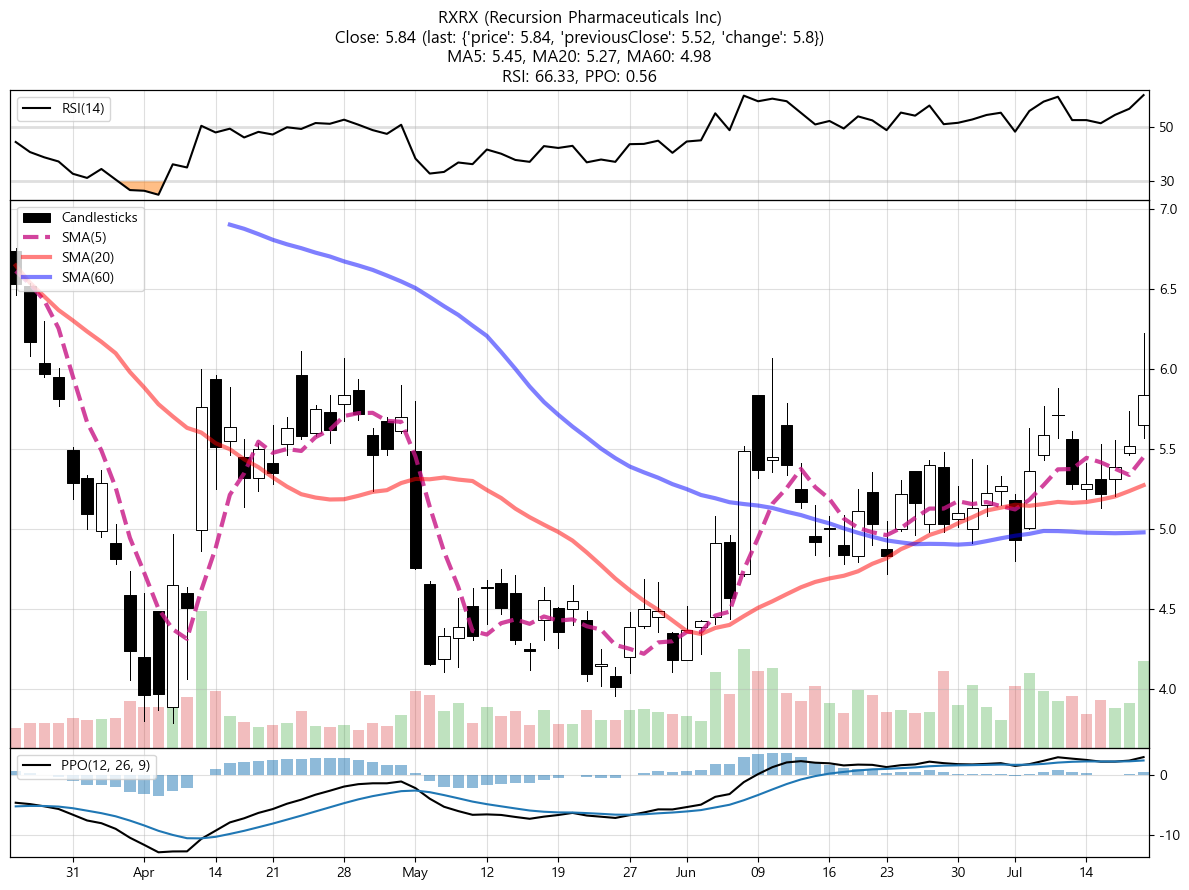 RXRX (Recursion Pharmaceuticals Inc)
Close: 5.84 (last: {'price': 5.84, 'previousClose': 5.52, 'change': 5.8})
MA5: 5.45, MA20: 5.27, MA60: 4.98
RSI: 66.33, PPO: 0.56
RSI(14)
50
30
Candlesticks
SMA(5)
SMA(20)
SMA(60)
7.0
6.5
6.0
5.5
5.0
4.5
4.0
PPO(12, 26, 9)
0
-10
31 Apr 14 21 28 May 12 19 27 Jun 09 16 23 30 Jul 14